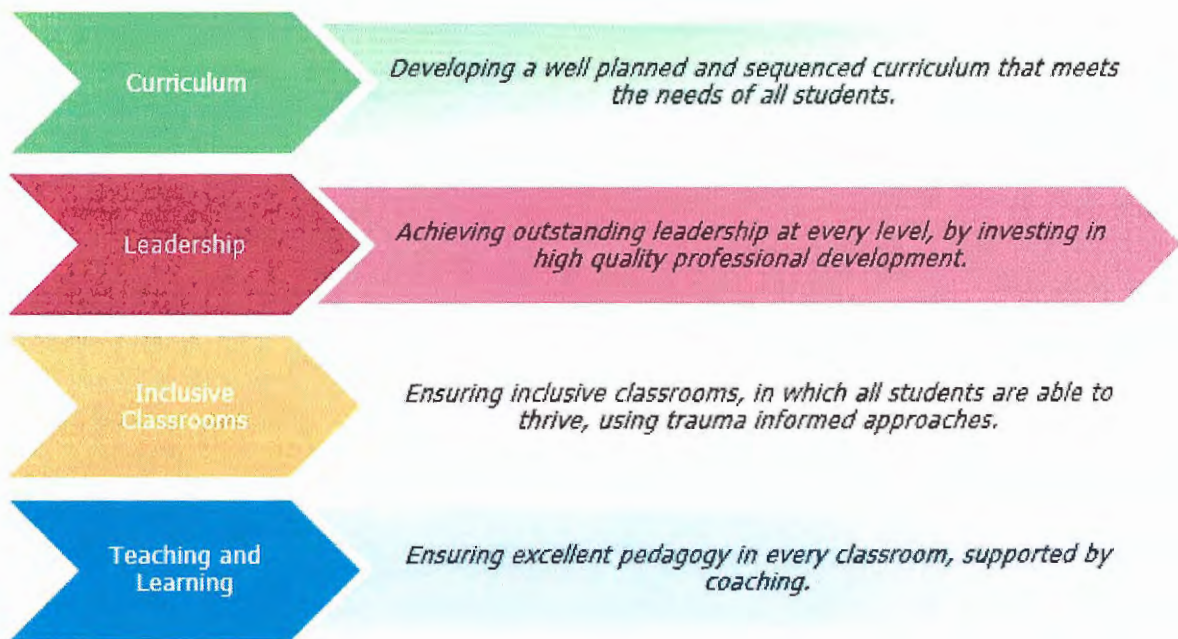 Curriculum
Developing a well planned and sequenced curriculum that meets
the needs of all students.
Leadership
Achieving outstanding leadership at every level, by investing in
high quality professional development.
Inclusive
Classrooms
Ensuring inclusive classrooms, in which all students are able to
thrive, using trauma informed approaches.
Teaching and
Learning
Ensuring excellent pedagogy in every classroom, supported by
coaching.